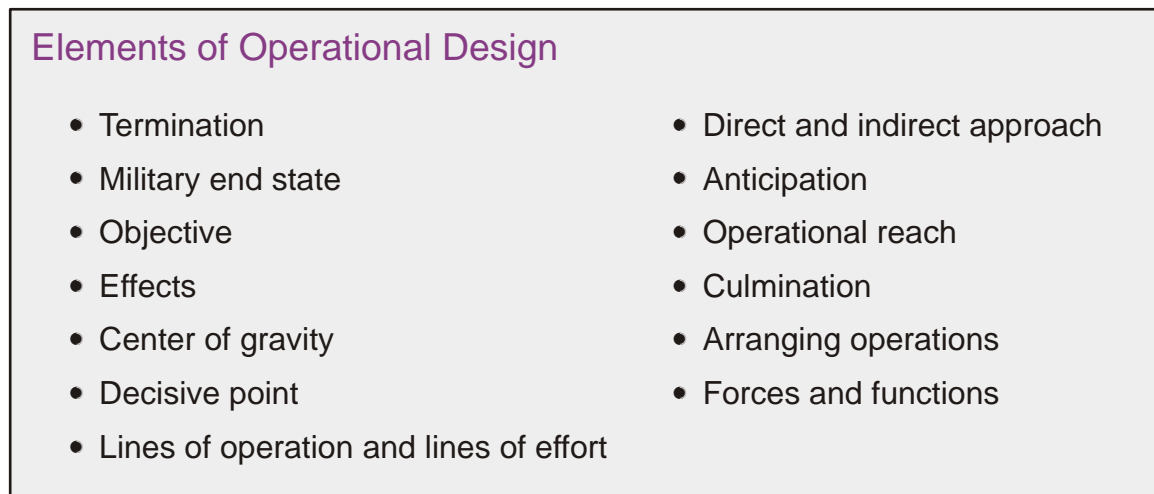 Elements of Operational Design
• Termination
• Military end state
• Objective
• Effects
• Center of gravity
• Decisive point
• Lines of operation and lines of effort
• Direct and indirect approach
• Anticipation
• Operational reach
• Culmination
• Arranging operations
• Forces and functions